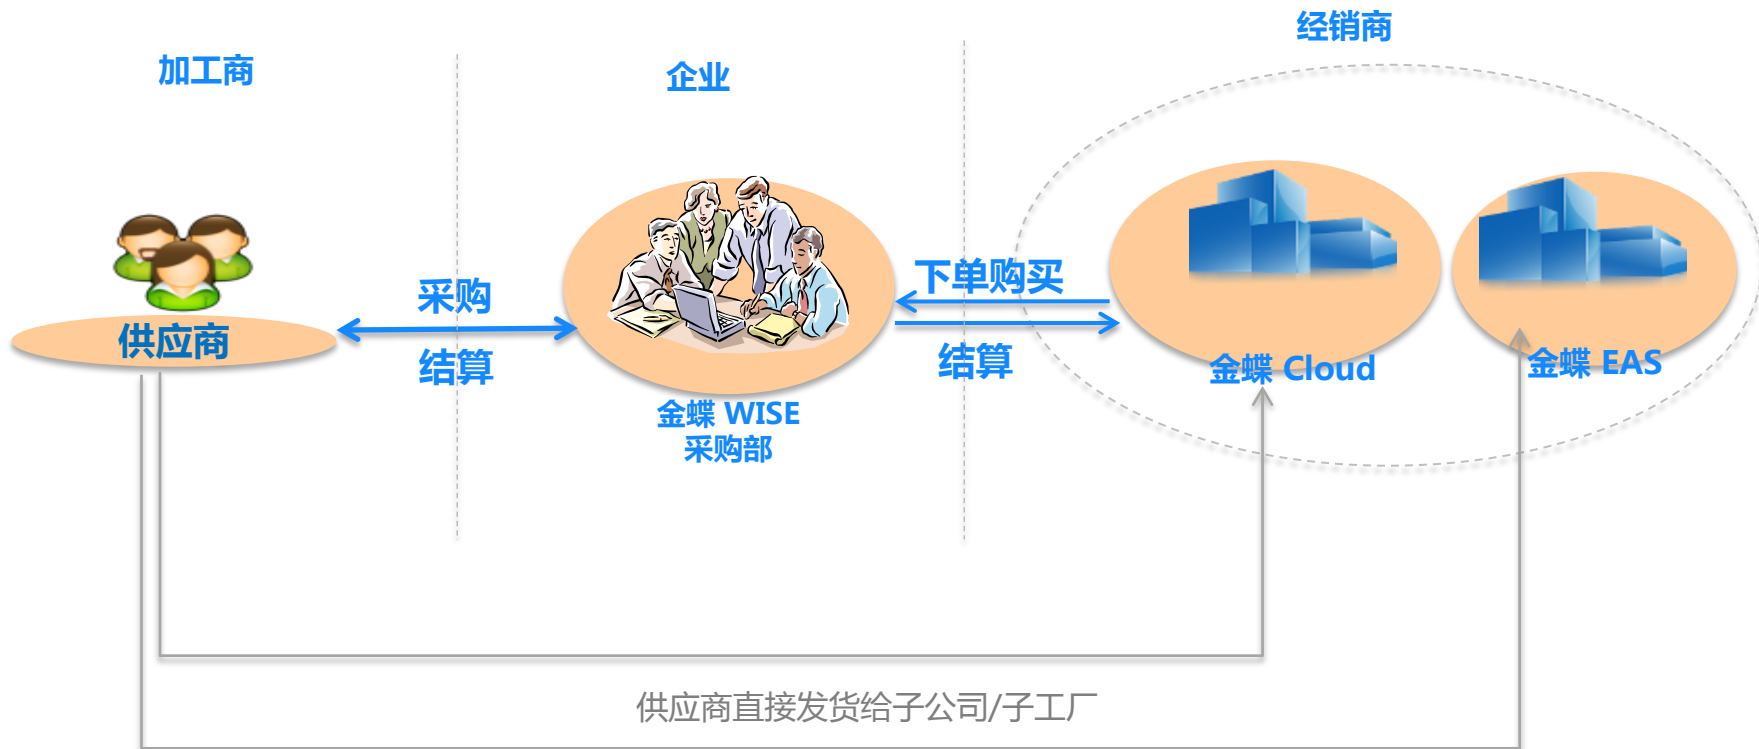 加工商
企业
经销商
供应商
采购
结算
下单购买
结算
金蝶 WISE
采购部
金蝶 Cloud
金蝶 EAS
供应商直接发货给子公司/子工厂